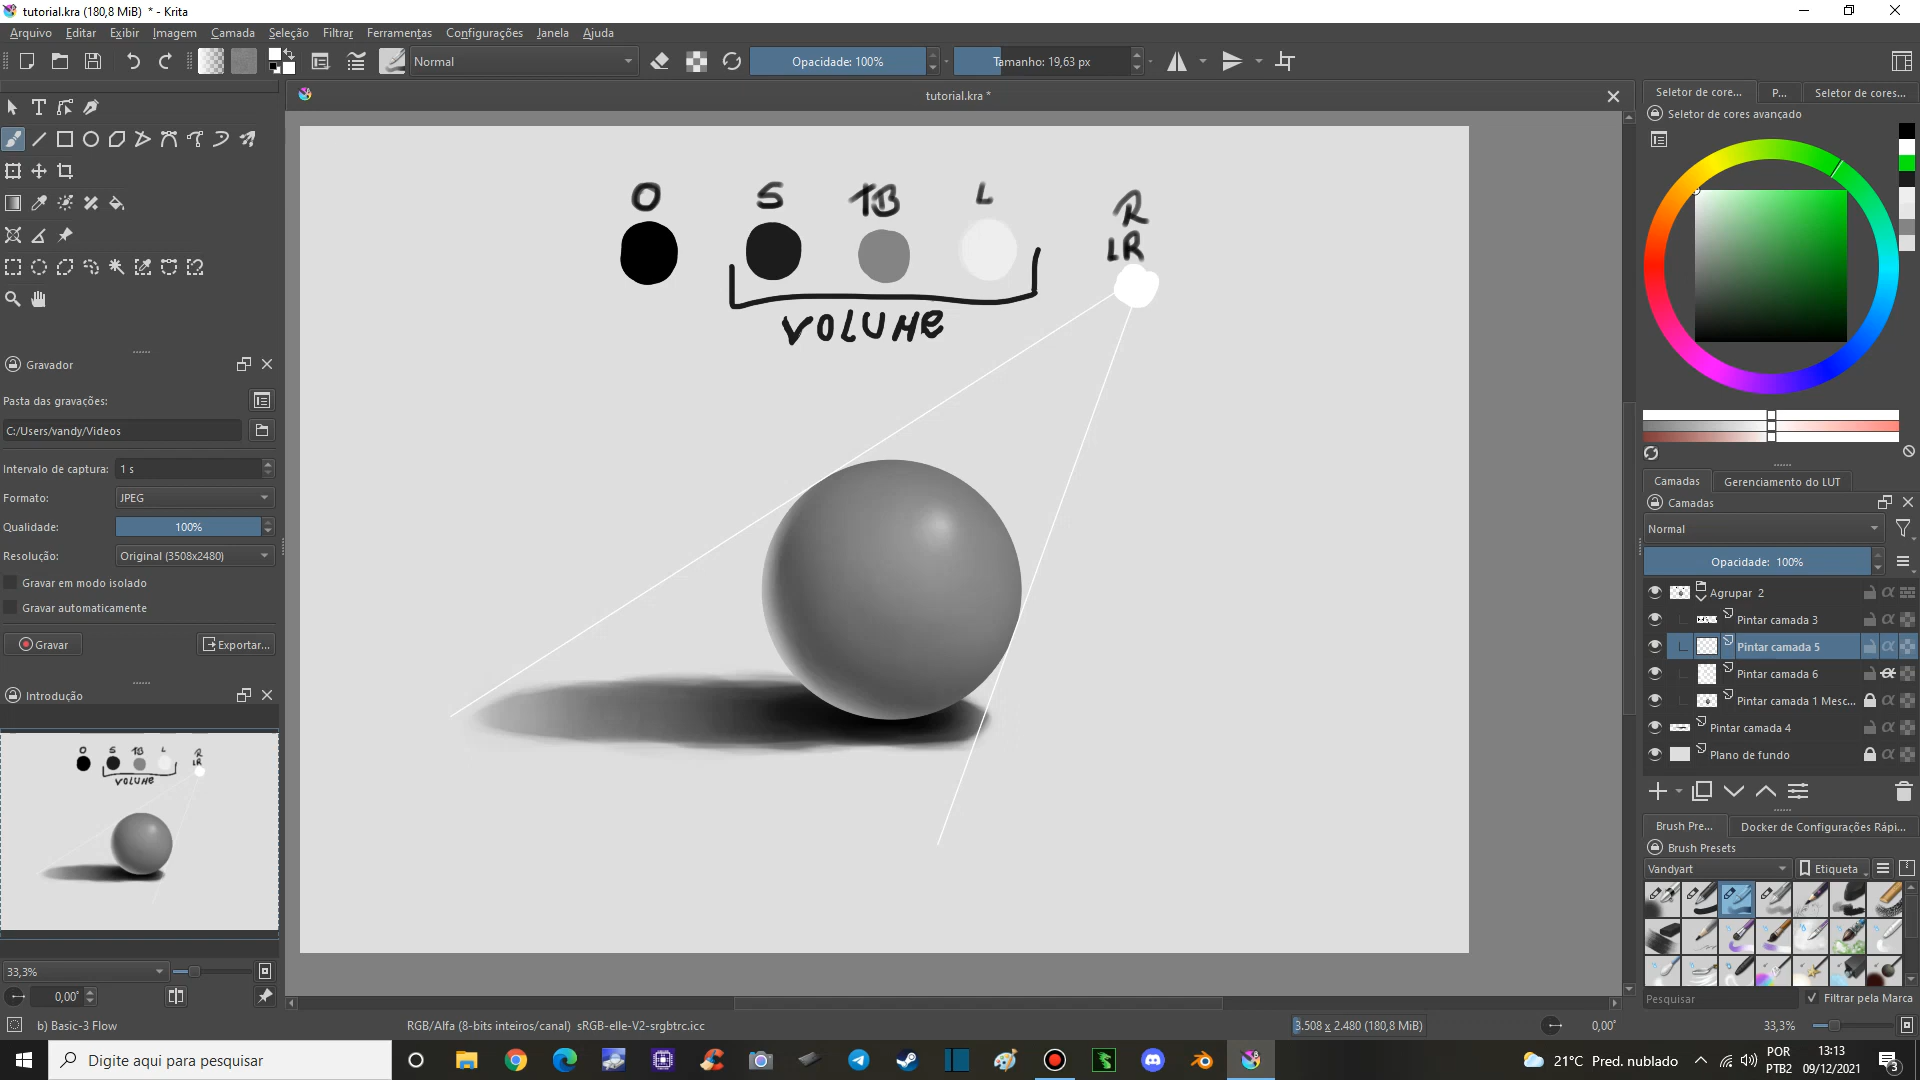 tutorial.kra (180,8 MiB) * - Krita
Arquivo Editar Exibir Imagem Camada Seleção Filtrar Ferramentas Configurações Janela Ajuda
Normal Opacidade: 100% Tamanho: 19,63 px
tutorial.kra *
Seletor de core... P... Seletor de cores...
Seletor de cores avançado
O S TB L R
LR
VOLUME
Gravador
Pasta das gravações:
C:/Users/vandy/Videos
Intervalo de captura: 1 s
Formato: JPEG
Qualidade: 100%
Resolução: Original (3508x2480)
Gravar em modo isolado
Gravar automaticamente
Gravar Exportar...
Introdução
O S TB L R
LR
VOLUME
33,3%
0,00°
Camadas Gerenciamento do LUT
Camadas
Normal
Opacidade: 100%
Agrupar 2
Pintar camada 3
Pintar camada 5
Pintar camada 6
Pintar camada 1 Mesc...
Pintar camada 4
Plano de fundo
Brush Pre... Docker de Configurações Rápi...
Brush Presets
Vandyart Etiqueta
Pesquisar Filtrar pela Marca
b) Basic-3 Flow RGB/Alfa (8-bits inteiros/canal) sRGB-elle-V2-srgbtrc.icc 3.508 x 2.480 (180,8 MiB) 0,00° 33,3%
Digite aqui para pesquisar
21°C Pred. nublado
POR
PTB2
13:13
09/12/2021
3